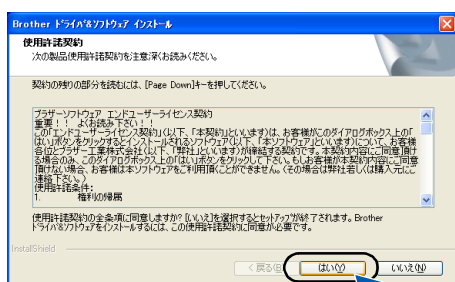 Brother ドライバ&ソフトウェア インストール
使用許諾契約
次の製品使用許諾契約を注意深くお読みください。
契約の残りの部分を読むには、[Page Down]キーを押してください。
ブラザーソフトウェア エンドユーザーライセンス契約
重要!! よくお読み下さい!!
この「エンドユーザーライセンス契約」(以下、「本契約」といいます)は、お客様がこのダイアログボックス上の「
はい」ボタンをクリックするとインストールされるソフトウェア(以下、「本ソフトウェア」といいます)について、お客様
各位とブラザー工業株式会社(以下、「弊社」といいます)が締結する契約です。本契約内容にご同意頂け
る場合のみ、このダイアログボックス上の「はい」ボタンをクリックして下さい。もしお客様が本契約内容にご同意
頂けない場合、お客様は本ソフトウェアをご利用頂くことができません。(その場合は弊社若しくは購入元にご
連絡下さい。)
使用許諾条件:
1. 権利の帰属
使用許諾契約の全条項に同意しますか? [いいえ]を選択するとセットアップが終了されます。Brother
ドライバ&ソフトウェアをインストールするには、この使用許諾契約に同意が必要です。
InstallShield
< 戻る(B) はい(Y) いいえ(N)